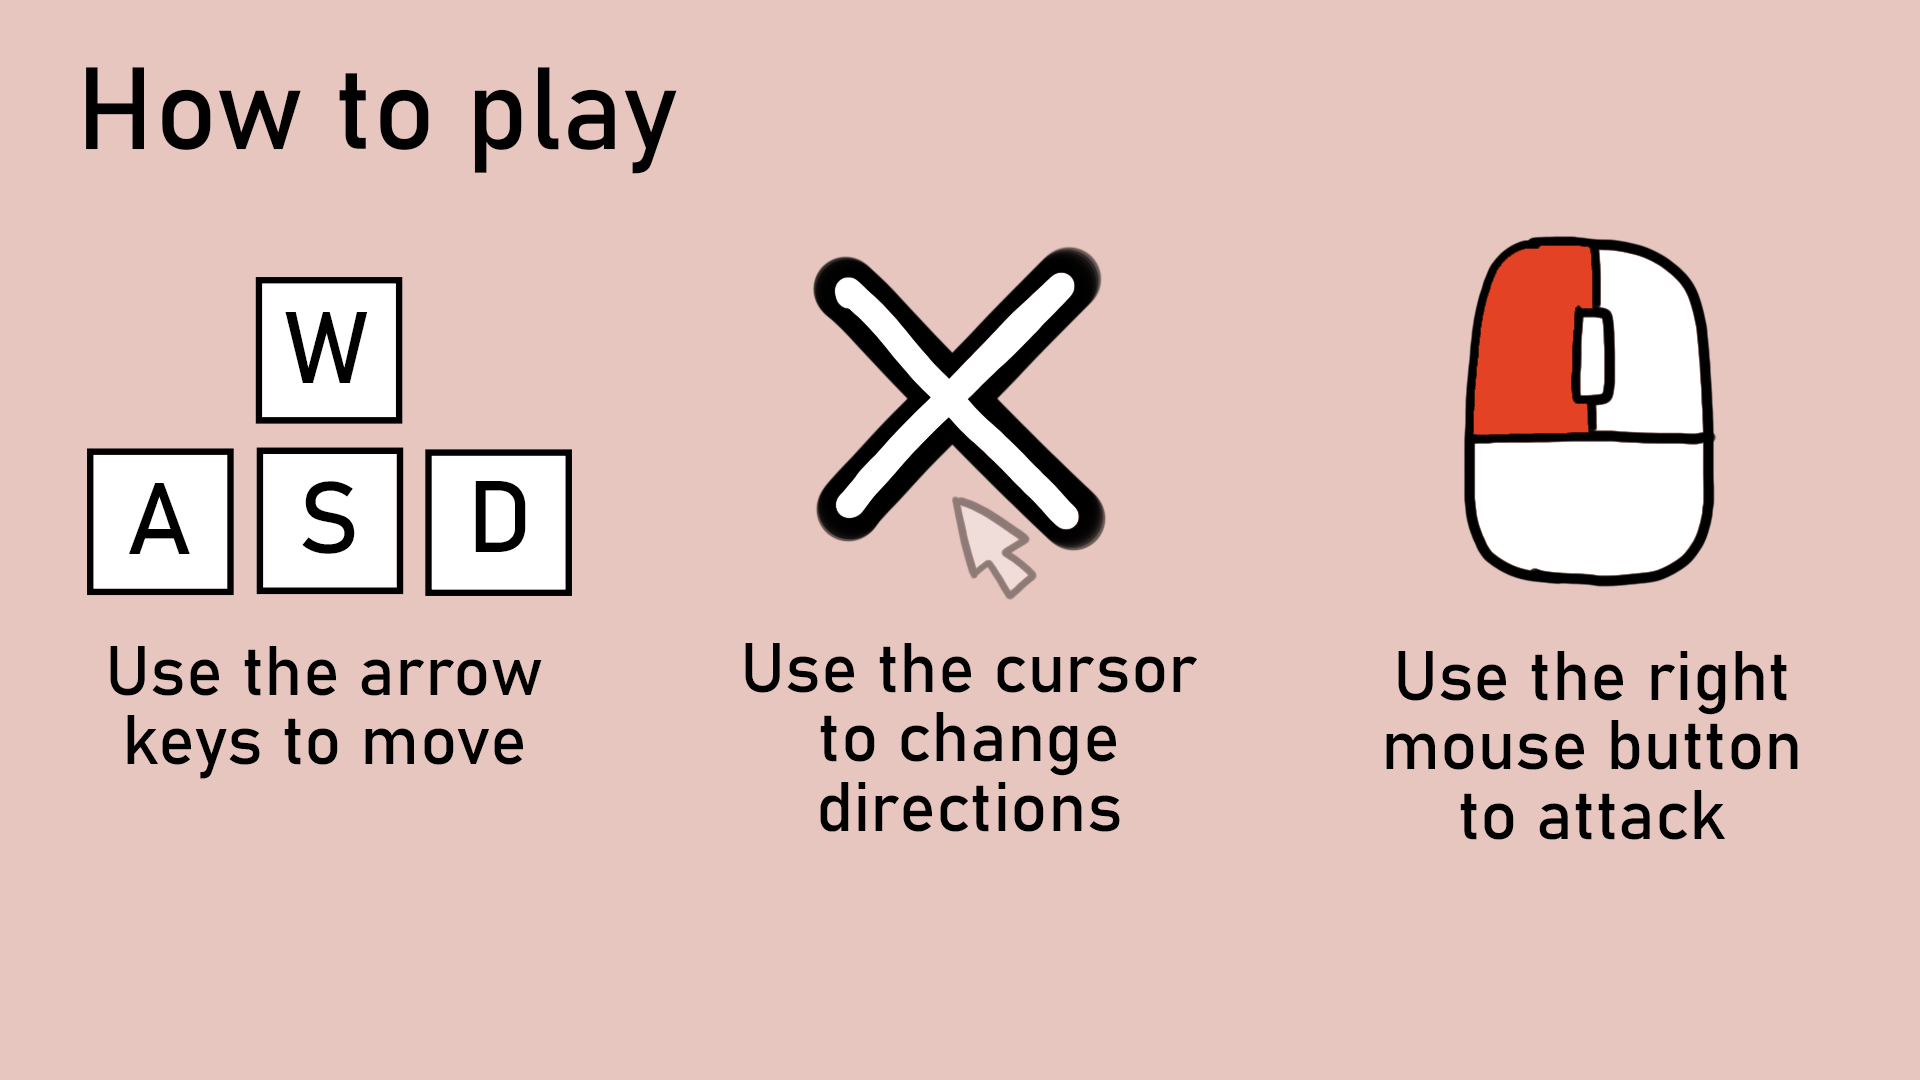 How to play
W
A S D
Use the arrow
keys to move
Use the cursor
to change
directions
Use the right
mouse button
to attack